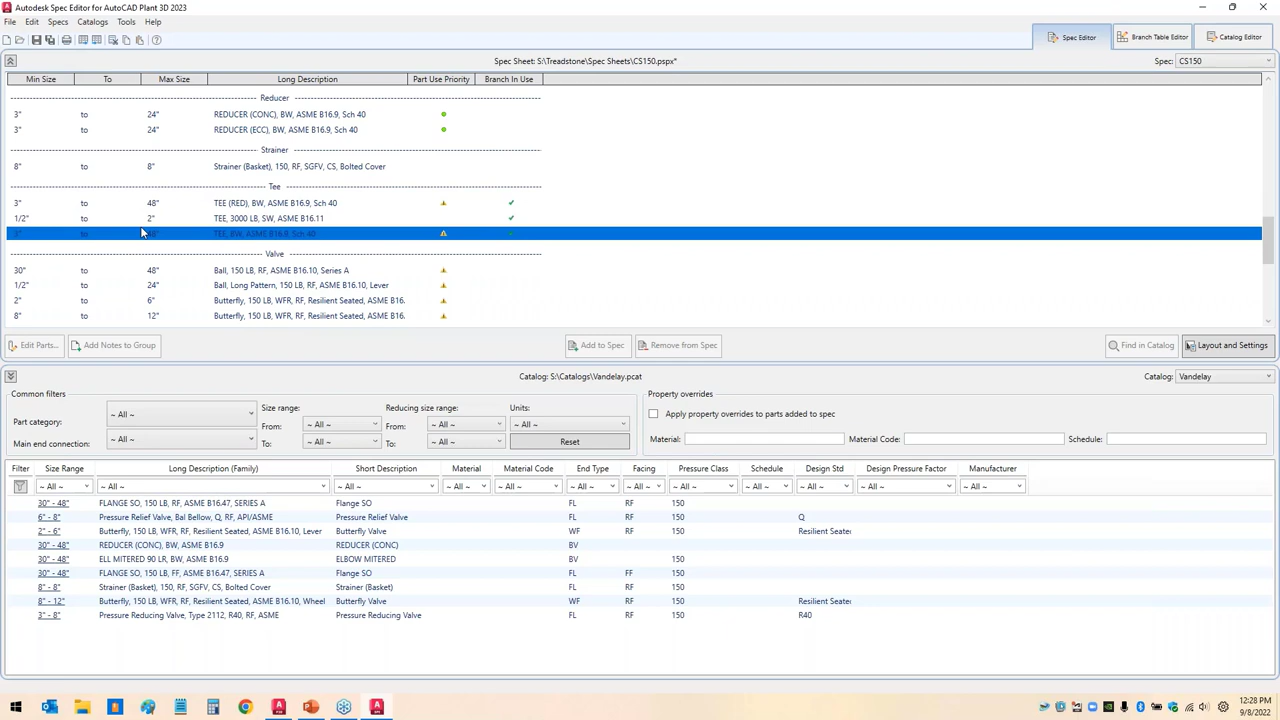 Autodesk Spec Editor for AutoCAD Plant 3D 2023
File Edit Specs Catalogs Tools Help
Spec Editor Branch Table Editor Catalog Editor
Spec Sheet: S:\Treadstone\Spec Sheets\CS150.pspx* Spec: CS150
Min Size To Max Size Long Description Part Use Priority Branch In Use
Reducer
3" to 24" REDUCER (CONC), BW, ASME B16.9, Sch 40
3" to 24" REDUCER (ECC), BW, ASME B16.9, Sch 40
Strainer
8" to 8" Strainer (Basket), 150, RF, SGFV, CS, Bolted Cover
Tee
3" to 48" TEE (RED), BW, ASME B16.9, Sch 40
1/2" to 2" TEE, 3000 LB, SW, ASME B16.11
3" to 48" TEE, BW, ASME B16.9, Sch 40
Valve
30" to 48" Ball, 150 LB, RF, ASME B16.10, Series A
1/2" to 24" Ball, Long Pattern, 150 LB, RF, ASME B16.10, Lever
2" to 6" Butterfly, 150 LB, WFR, RF, Resilient Seated, ASME B16.
8" to 12" Butterfly, 150 LB, WFR, RF, Resilient Seated, ASME B16.
Edit Parts... Add Notes to Group Add to Spec Remove from Spec Find in Catalog Layout and Settings
Catalog: S:\Catalogs\Vandelay.pcat Catalog: Vandelay
Common filters Property overrides
Part category: ~ All ~ Size range: Reducing size range: Units:
From: ~ All ~ From: ~ All ~ ~ All ~ Apply property overrides to parts added to spec
Main end connection: ~ All ~ To: ~ All ~ To: ~ All ~ Reset Material: Material Code: Schedule:
Filter Size Range Long Description (Family) Short Description Material Material Code End Type Facing Pressure Class Schedule Design Std Design Pressure Factor Manufacturer
~ All ~ ~ All ~ ~ All ~ ~ All ~ ~ All ~ ~ All ~ ~ All ~ ~ All ~ ~ All ~ ~ All ~ ~ All ~ ~ All ~
30" - 48" FLANGE SO, 150 LB, RF, ASME B16.47, SERIES A Flange SO FL RF 150
6" - 8" Pressure Relief Valve, Bal Bellow, Q, RF, API/ASME Pressure Relief Valve FL RF 150 Q
2" - 6" Butterfly, 150 LB, WFR, RF, Resilient Seated, ASME B16.10, Lever Butterfly Valve WF RF 150 Resilient Seated
30" - 48" REDUCER (CONC), BW, ASME B16.9 REDUCER (CONC) BV
30" - 48" ELL MITERED 90 LR, BW, ASME B16.9 ELBOW MITERED BV 150
30" - 48" FLANGE SO, 150 LB, FF, ASME B16.47, SERIES A Flange SO FL FF 150
8" - 8" Strainer (Basket), 150, RF, SGFV, CS, Bolted Cover Strainer (Basket) FL RF 150
8" - 12" Butterfly, 150 LB, WFR, RF, Resilient Seated, ASME B16.10, Wheel Butterfly Valve WF RF 150 Resilient Seated
3" - 8" Pressure Reducing Valve, Type 2112, R40, RF, ASME Pressure Reducing Valve FL RF 150 R40
12:28 PM
9/8/2022